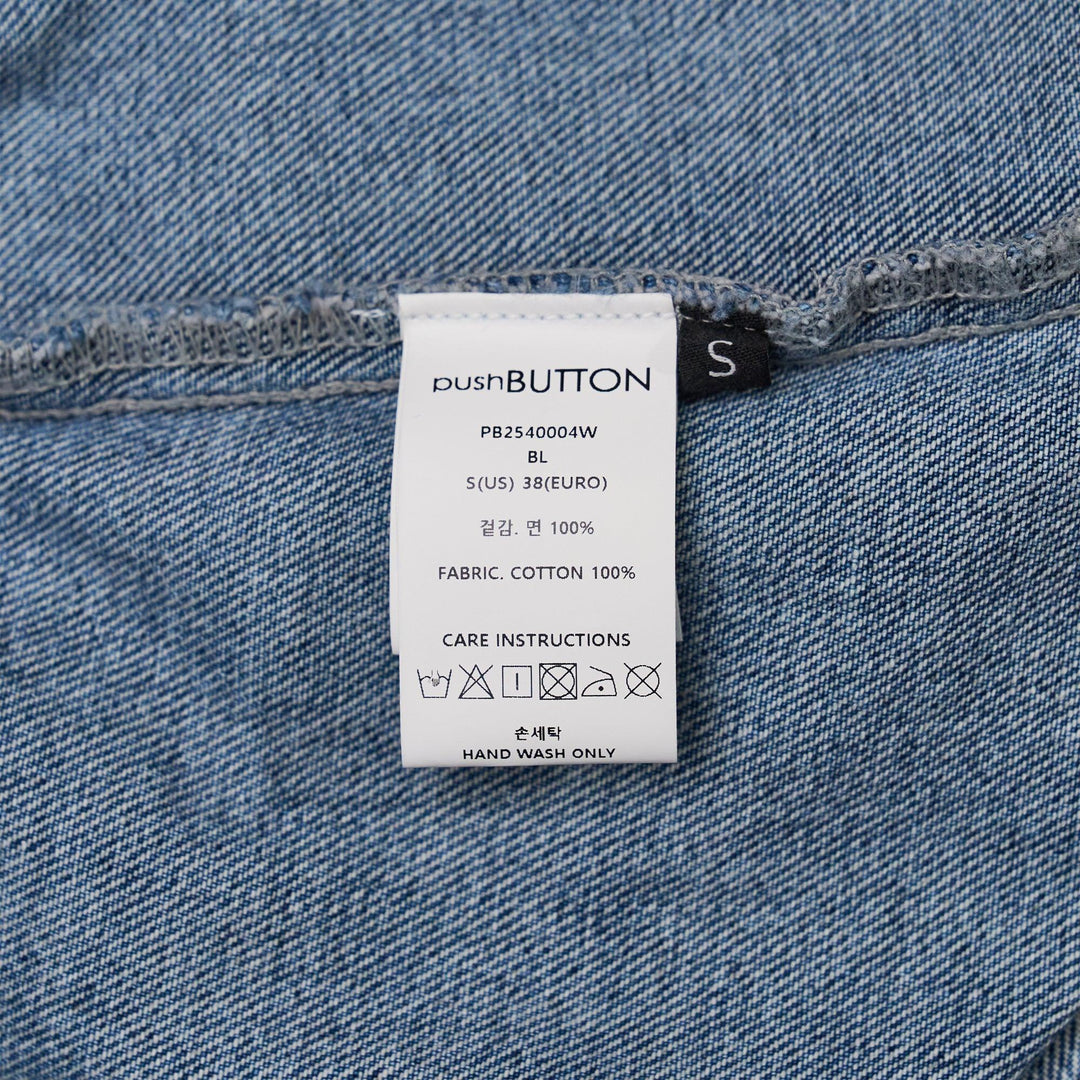 pushBUTTON
S
PB2540004W
BL
S(US) 38(EURO)
겉감. 면 100%
FABRIC. COTTON 100%
CARE INSTRUCTIONS
손세탁
HAND WASH ONLY